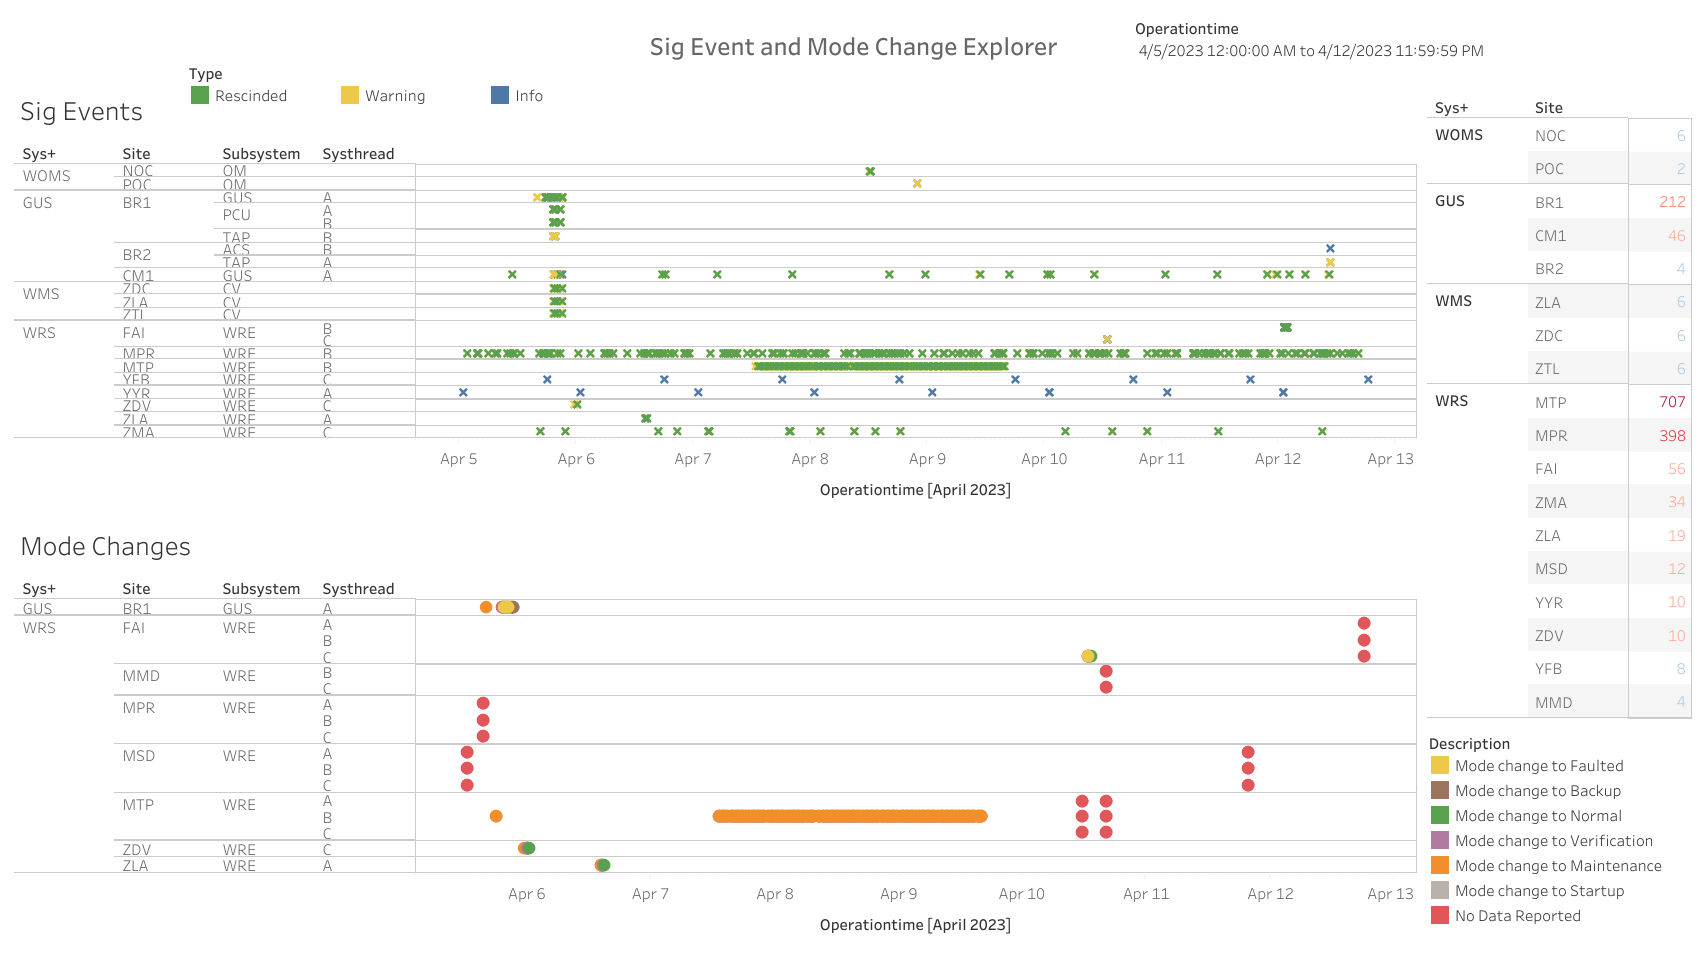 Sig Event and Mode Change Explorer
Operationtime
4/5/2023 12:00:00 AM to 4/12/2023 11:59:59 PM
Type
Rescinded Warning Info
Sig Events
Sys+ Site Subsystem Systhread
WOMS NOC OM
POC OM
GUS BR1 GUS A
PCU A
B
TAP B
BR2 ACS B
TAP A
CM1 GUS A
WMS ZDC CV
ZLA CV
ZTL CV
WRS FAI WRE B
C
MPR WRE B
MTP WRE B
YFB WRE C
YYR WRE A
ZDV WRE C
ZLA WRE A
ZMA WRE C
Apr 5 Apr 6 Apr 7 Apr 8 Apr 9 Apr 10 Apr 11 Apr 12 Apr 13
Operationtime [April 2023]
Mode Changes
Sys+ Site Subsystem Systhread
GUS BR1 GUS A
WRS FAI WRE A
B
C
MMD WRE B
C
MPR WRE A
B
C
MSD WRE A
B
C
MTP WRE A
B
C
ZDV WRE C
ZLA WRE A
Apr 6 Apr 7 Apr 8 Apr 9 Apr 10 Apr 11 Apr 12 Apr 13
Operationtime [April 2023]
Sys+ Site
WOMS NOC 6
POC 2
GUS BR1 212
CM1 46
BR2 4
WMS ZLA 6
ZDC 6
ZTL 6
WRS MTP 707
MPR 398
FAI 56
ZMA 34
ZLA 19
MSD 12
YYR 10
ZDV 10
YFB 8
MMD 4
Description
Mode change to Faulted
Mode change to Backup
Mode change to Normal
Mode change to Verification
Mode change to Maintenance
Mode change to Startup
No Data Reported